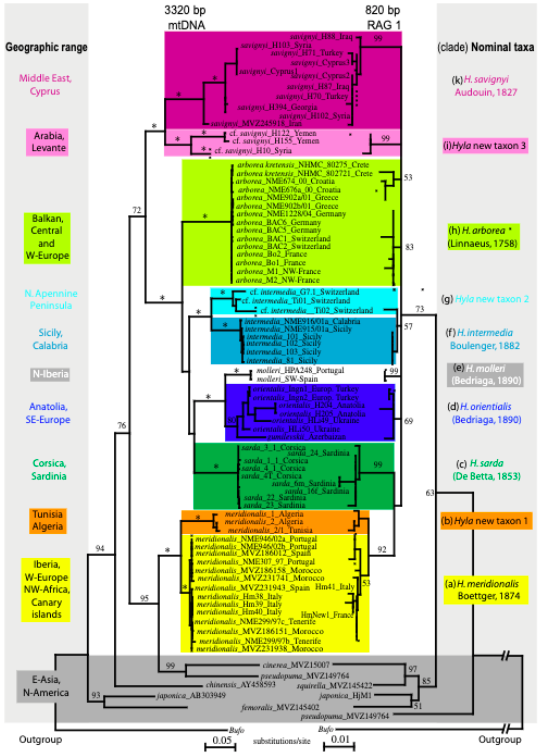 3320 bp
mtDNA
820 bp
RAG 1
Geographic range
(clade) Nominal taxa
Middle East,
Cyprus
savignyi_H88_Iraq
savignyi_H103_Syria
savignyi_H71_Turkey
savignyi_Cyprus3
savignyi_Cyprus1
savignyi_Cyprus2
savignyi_H87_Iraq
savignyi_H70_Turkey
savignyi_H394_Georgia
savignyi_H102_Syria
savignyi_MVZ245918_Iran
99
(k) H. savignyi
Audouin, 1827
Arabia,
Levante
cf. savignyi_H122_Yemen
cf. savignyi_H155_Yemen
cf. savignyi_H10_Syria
99
(i) Hyla new taxon 3
Balkan,
Central
and
W-Europe
arborea kretensis_NHMC_80275_Crete
arborea kretensis_NHMC_802721_Crete
arborea_NME674_00_Croatia
arborea_NME676a_00_Croatia
arborea_NME902a/01_Greece
arborea_NME902b/01_Greece
arborea_NME1228/04_Germany
arborea_BAC6_Germany
arborea_BAC5_Germany
arborea_BAC1_Switzerland
arborea_BAC2_Switzerland
arborea_Bo2_France
arborea_Bo1_France
arborea_M1_NW-France
arborea_M2_NW-France
53
83
(h) H. arborea *
(Linnaeus, 1758)
72
N. Apennine
Peninsula
cf. intermedia_G7.1_Switzerland
cf. intermedia_Ti01_Switzerland
cf. intermedia_Ti02_Switzerland
73
(g) Hyla new taxon 2
Sicily,
Calabria
intermedia_NME916/01a_Calabria
intermedia_NME915/01a_Sicily
intermedia_101_Sicily
intermedia_102_Sicily
intermedia_103_Sicily
intermedia_81_Sicily
57
(f) H. intermedia
Boulenger, 1882
N-Iberia
molleri_HPA248_Portugal
molleri_SW-Spain
99
(e) H. molleri
(Bedriaga, 1890)
Anatolia,
SE-Europe
69
(d) H. orientalis
(Bedriaga, 1890)
76
Corsica,
Sardinia
sarda_3_1_Corsica
sarda_24_Sardinia
sarda_1_1_Corsica
sarda_4_1_Corsica
sarda_4T_Corsica
sarda_6m_Sardinia
sarda_16f_Sardinia
sarda_22_Sardinia
sarda_23_Sardinia
99
(c) H. sarda
(De Betta, 1853)
63
Tunisia
Algeria
meridionalis_1_Algeria
meridionalis_2_Algeria
meridionalis_2/1_Tunisia
(b) Hyla new taxon 1
94
92
Iberia,
W-Europe
NW-Africa,
Canary
islands
meridionalis_NME946/02a_Portugal
meridionalis_NME946/02b_Portugal
meridionalis_MVZ186012_Spain
meridionalis_NME307_97_Portugal
meridionalis_MVZ186158_Morocco
meridionalis_MVZ231741_Morocco
meridionalis_MVZ231943_Spain
Hm41_Italy
meridionalis_Hm38_Italy
meridionalis_Hm39_Italy
meridionalis_Hm40_Italy
HmNew1_France
meridionalis_NME299/97c_Tenerife
meridionalis_MVZ186151_Morocco
meridionalis_NME299/97b_Tenerife
meridionalis_MVZ231938_Morocco
95
53
(a) H. meridionalis
Boettger, 1874
E-Asia,
N-America
99
cinerea_MVZ15007
pseudopuma_MVZ149764
97
chinensis_AY458593
squirella_MVZ145422
85
93
japonica_AB303949
japonica_HjM1
femoralis_MVZ145402
51
pseudopuma_MVZ149764
Outgroup
Bufo
Bufo
Outgroup
0.05
substitutions/site
0.01